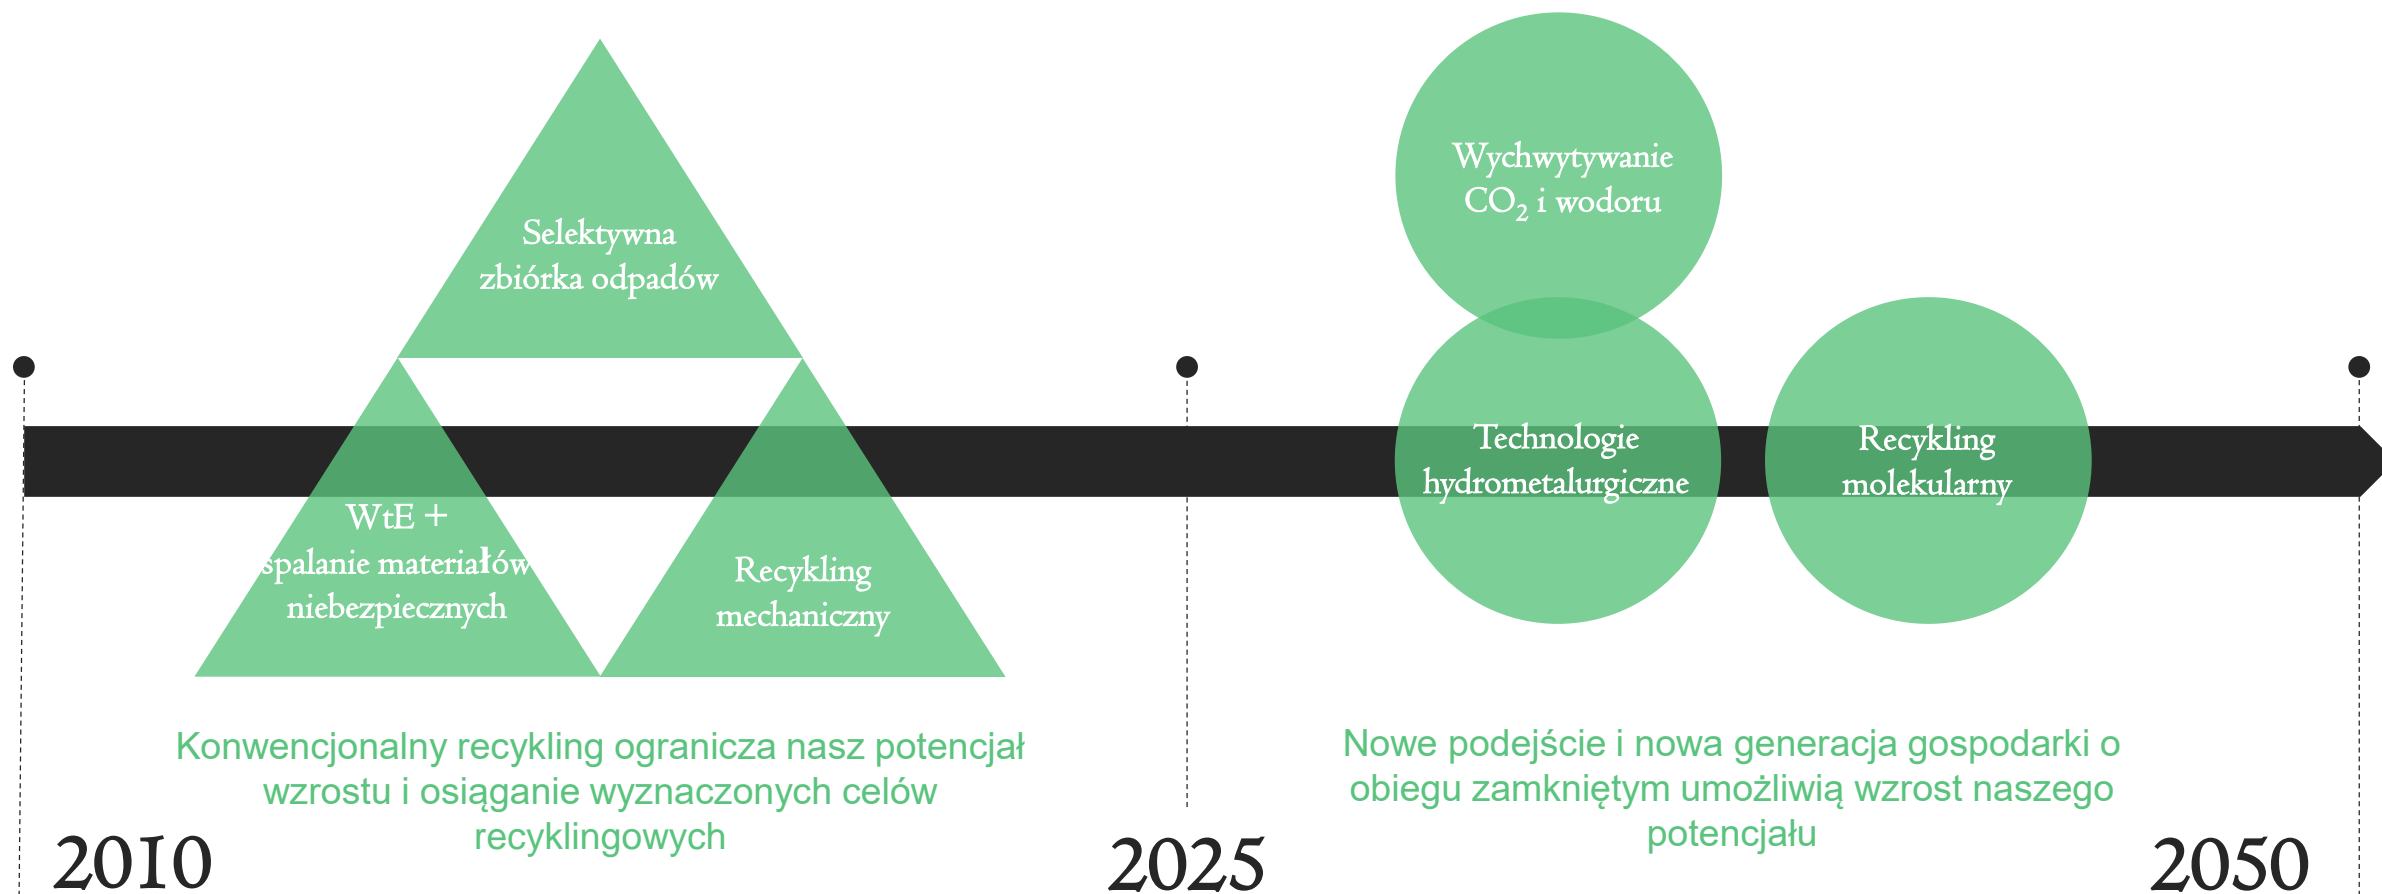 Selektywna
zbiórka odpadów
WtE +
spalanie materiałów
niebezpiecznych
Recykling
mechaniczny
Wychwytywanie
CO₂ i wodoru
Technologie
hydrometalurgiczne
Recykling
molekularny
Konwencjonalny recykling ogranicza nasz potencjał
wzrostu i osiąganie wyznaczonych celów
recyklingowych
Nowe podejście i nowa generacja gospodarki o
obiegu zamkniętym umożliwią wzrost naszego
potencjału
2010
2025
2050